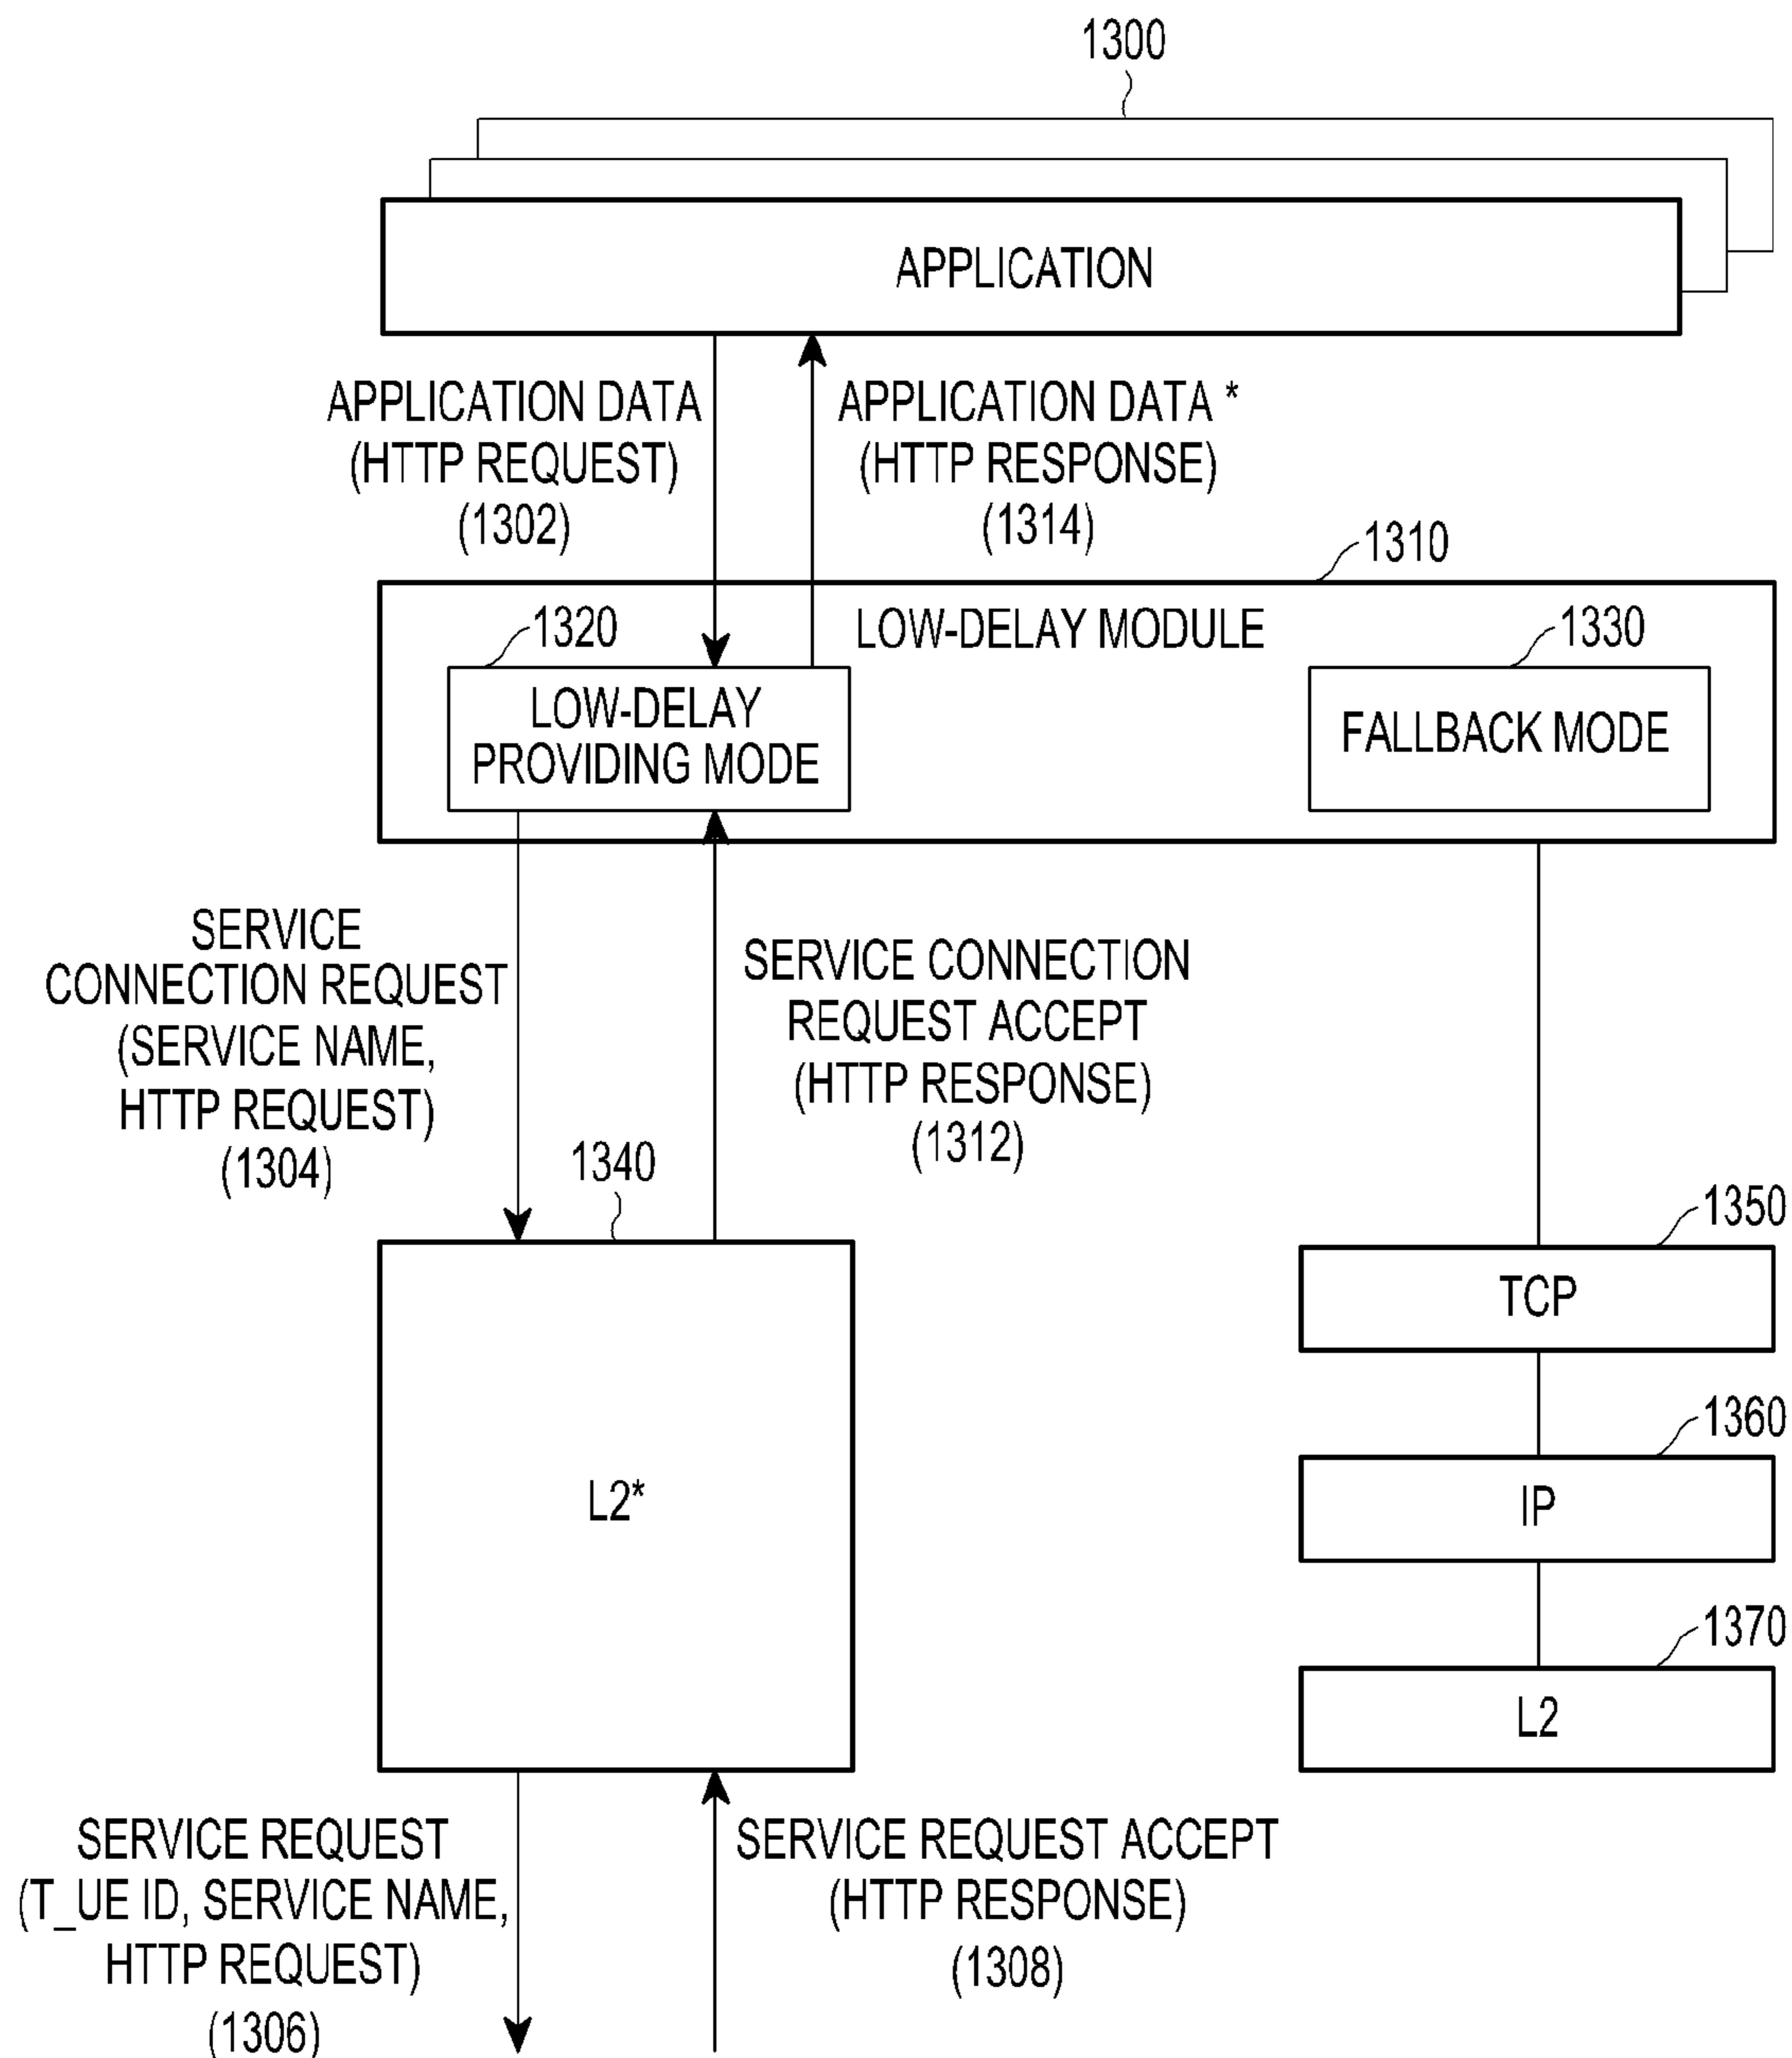 1300
APPLICATION
APPLICATION DATA
(HTTP REQUEST)
(1302)
APPLICATION DATA *
(HTTP RESPONSE)
(1314)
1310
LOW-DELAY MODULE
1320
LOW-DELAY
PROVIDING MODE
1330
FALLBACK MODE
SERVICE
CONNECTION REQUEST
(SERVICE NAME,
HTTP REQUEST)
(1304)
SERVICE CONNECTION
REQUEST ACCEPT
(HTTP RESPONSE)
(1312)
1340
L2*
1350
TCP
1360
IP
1370
L2
SERVICE REQUEST
(T_UE ID, SERVICE NAME,
HTTP REQUEST)
(1306)
SERVICE REQUEST ACCEPT
(HTTP RESPONSE)
(1308)